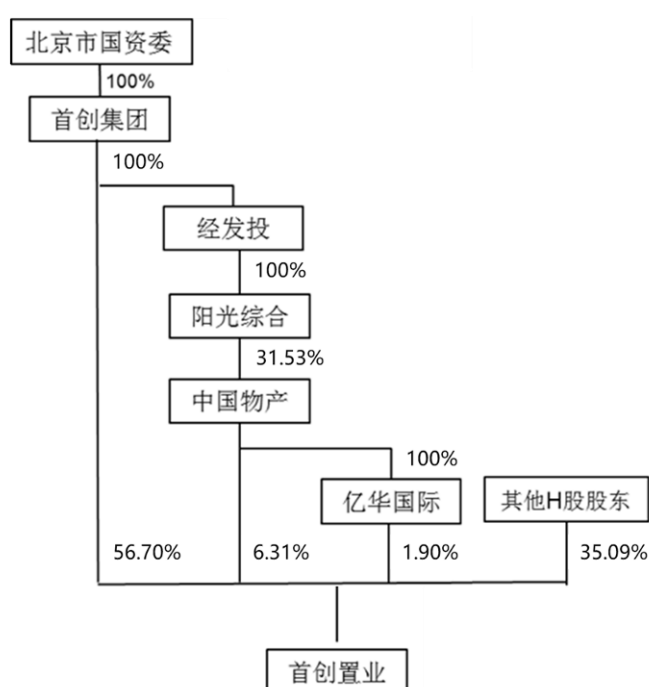 北京市国资委
100%
首创集团
100%
经发投
100%
阳光综合
31.53%
中国物产
100%
亿华国际
其他H股股东
56.70%
6.31%
1.90%
35.09%
首创置业